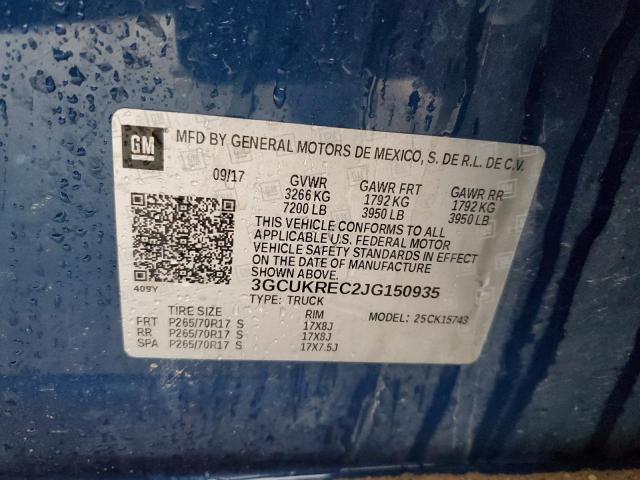 GM
MFD BY GENERAL MOTORS DE MEXICO, S. DE R.L. DE C.V.
09/17
GVWR GAWR FRT GAWR RR
3266 KG 1792 KG 1792 KG
7200 LB 3950 LB 3950 LB
THIS VEHICLE CONFORMS TO ALL
APPLICABLE U.S. FEDERAL MOTOR
VEHICLE SAFETY STANDARDS IN EFFECT
ON THE DATE OF MANUFACTURE
SHOWN ABOVE.
409Y
3GCUKREC2JG150935
TYPE: TRUCK MODEL: 25CK15743
TIRE SIZE RIM
FRT P265/70R17 S 17X8J
RR P265/70R17 S 17X8J
SPA P265/70R17 S 17X7.5J